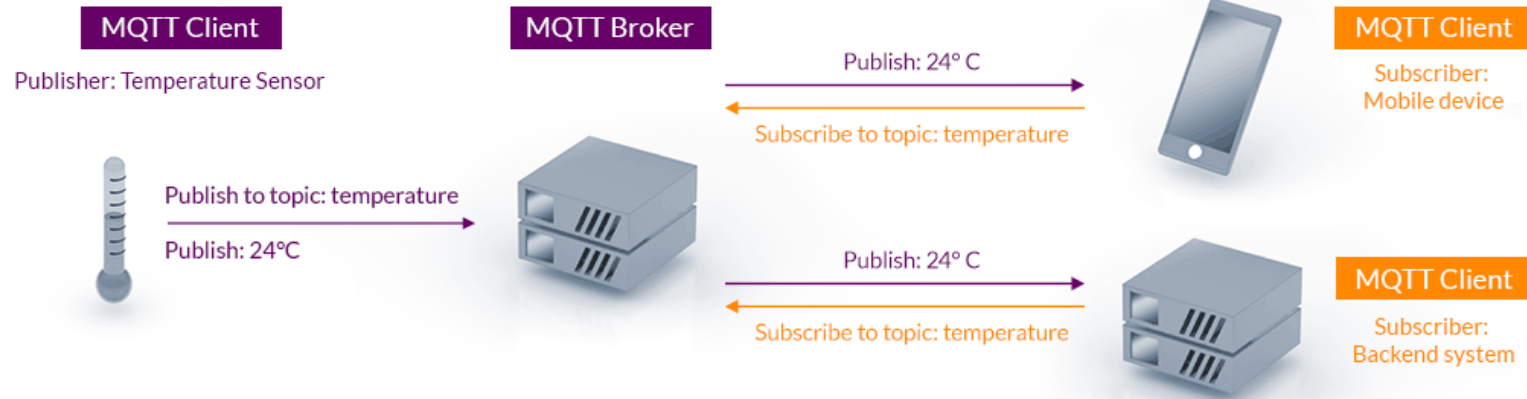 MQTT Client
Publisher: Temperature Sensor
Publish to topic: temperature
Publish: 24°C
MQTT Broker
Publish: 24° C
Subscribe to topic: temperature
MQTT Client
Subscriber:
Mobile device
Publish: 24° C
Subscribe to topic: temperature
MQTT Client
Subscriber:
Backend system